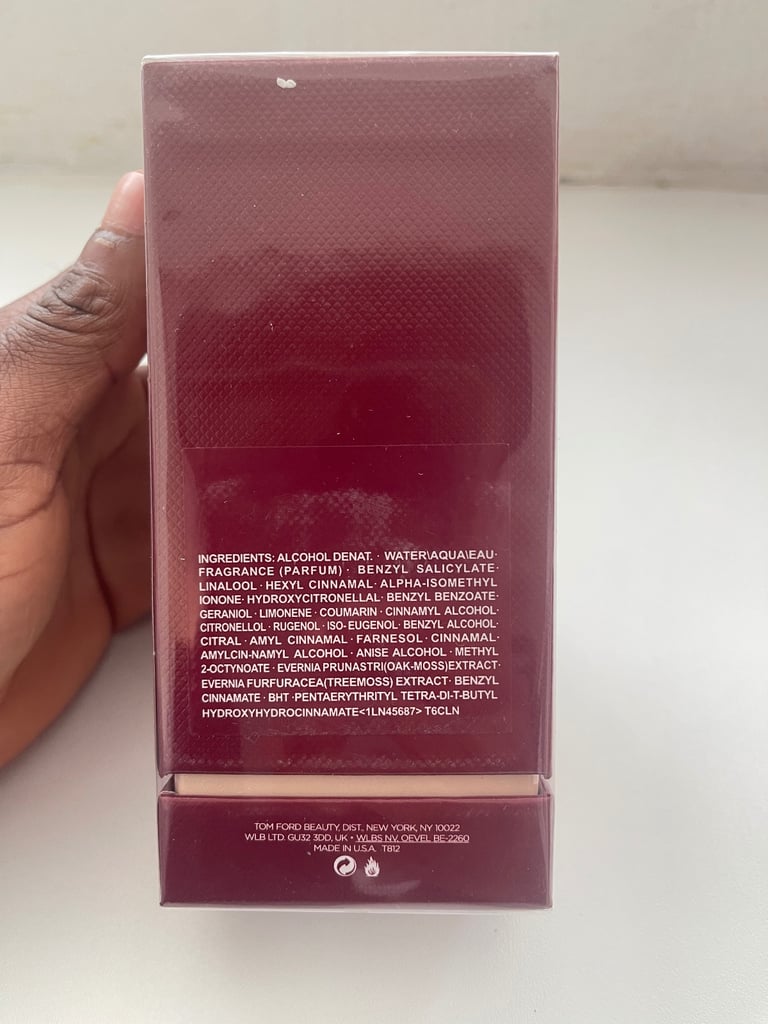 INGREDIENTS: ALCOHOL DENAT. · WATER\AQUA\EAU·
FRAGRANCE (PARFUM) · BENZYL SALICYLATE·
LINALOOL · HEXYL CINNAMAL· ALPHA-ISOMETHYL
IONONE· HYDROXYCITRONELLAL· BENZYL BENZOATE·
GERANIOL · LIMONENE · COUMARIN · CINNAMYL ALCOHOL·
CITRONELLOL · RUGENOL · ISO-EUGENOL· BENZYL ALCOHOL·
CITRAL · AMYL CINNAMAL · FARNESOL · CINNAMAL·
AMYLCIN-NAMYL ALCOHOL · ANISE ALCOHOL · METHYL
2-OCTYNOATE · EVERNIA PRUNASTRI(OAK-MOSS)EXTRACT·
EVERNIA FURFURACEA(TREEMOSS) EXTRACT· BENZYL
CINNAMATE · BHT ·PENTAERYTHRITYL TETRA-DI-T-BUTYL
HYDROXYHYDROCINNAMATE<1LN45687> T6CLN
TOM FORD BEAUTY, DIST., NEW YORK, NY 10022
WLB LTD. GU32 3DD, UK • WLBS NV, OEVEL BE-2260
MADE IN U.S.A. T812